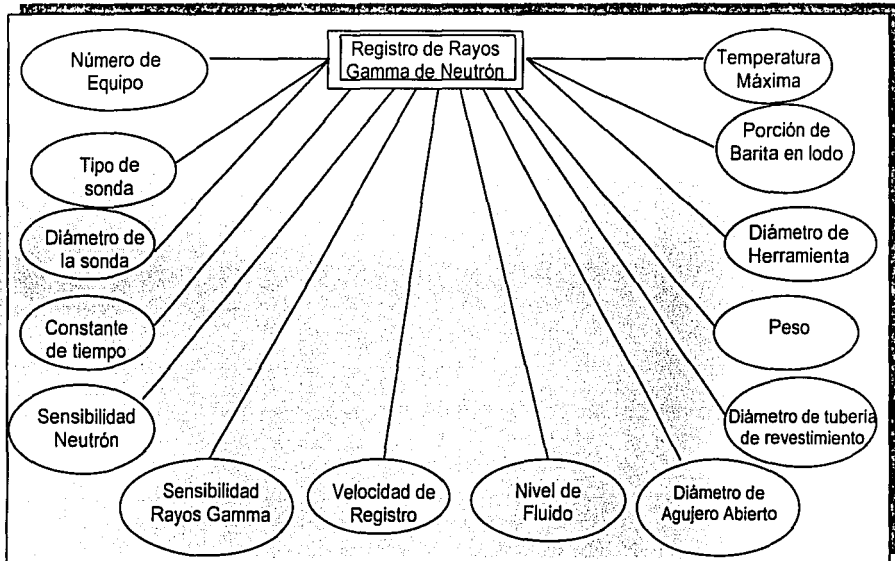 Registro de Rayos
Gamma de Neutrón
Número de
Equipo
Tipo de
sonda
Diámetro de
la sonda
Constante
de tiempo
Sensibilidad
Neutrón
Sensibilidad
Rayos Gamma
Velocidad de
Registro
Nivel de
Fluido
Diámetro de
Agujero Abierto
Diámetro de tubería
de revestimiento
Peso
Diámetro de
Herramienta
Porción de
Barita en lodo
Temperatura
Máxima